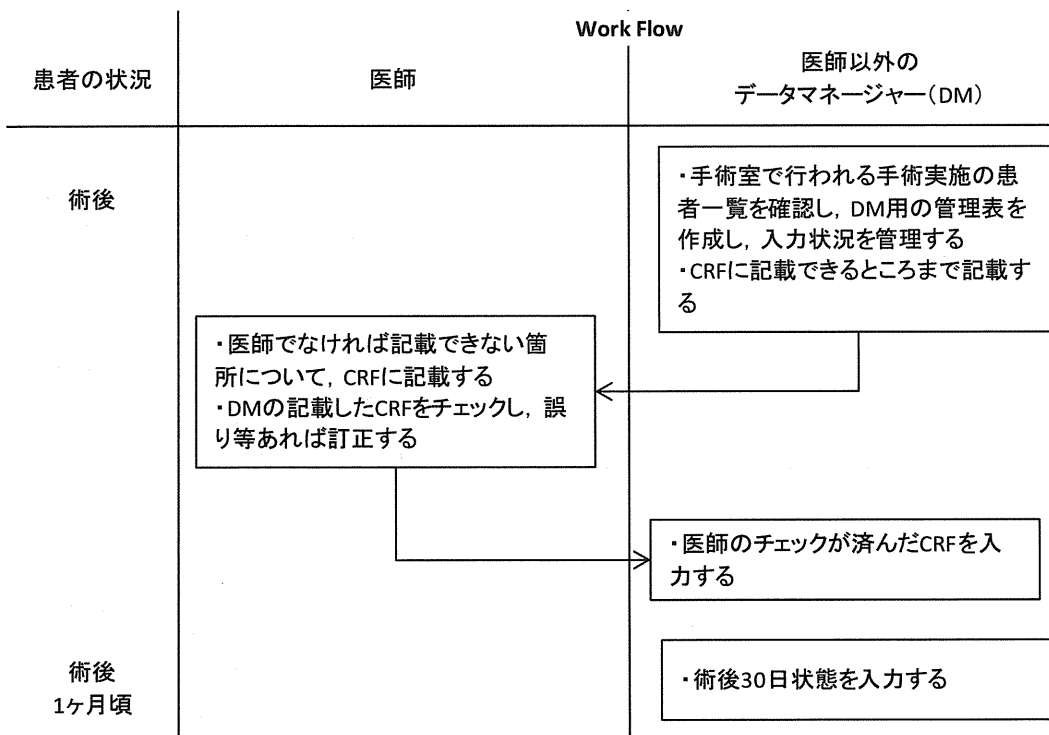 Work Flow
患者の状況
医師
医師以外の
データマネージャー(DM)
術後
・手術室で行われる手術実施の患
者一覧を確認し，DM用の管理表を
作成し，入力状況を管理する
・CRFに記載できるところまで記載す
る
・医師でなければ記載できない箇
所について，CRFに記載する
・DMの記載したCRFをチェックし，誤
り等あれば訂正する
・医師のチェックが済んだCRFを入
力する
術後
1ヶ月頃
・術後30日状態を入力する